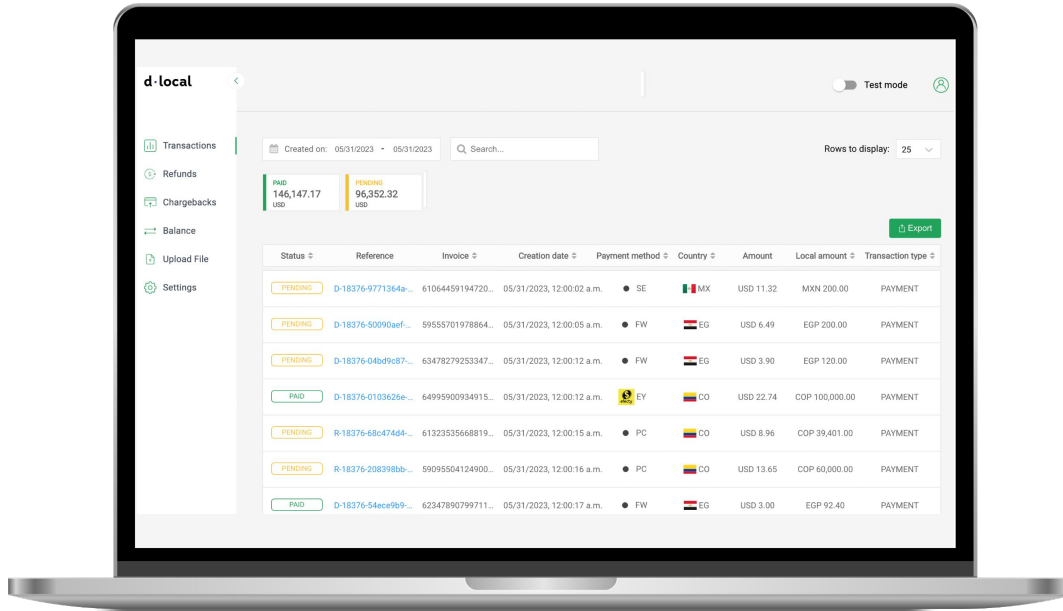 d·local
Test mode
Transactions
Refunds
Chargebacks
Balance
Upload File
Settings
Created on: 05/31/2023 - 05/31/2023
Search...
Rows to display: 25
PAID
146,147.17
USD
PENDING
96,352.32
USD
Export
Status Reference Invoice Creation date Payment method Country Amount Local amount Transaction type
PENDING D-18376-9771364a-... 61064459194720... 05/31/2023, 12:00:02 a.m. SE MX USD 11.32 MXN 200.00 PAYMENT
PENDING D-18376-50090aef-... 59555701978864... 05/31/2023, 12:00:05 a.m. FW EG USD 6.49 EGP 200.00 PAYMENT
PENDING D-18376-04bd9c87-... 63478279253347... 05/31/2023, 12:00:12 a.m. FW EG USD 3.90 EGP 120.00 PAYMENT
PAID D-18376-0103626e-... 64995900934915... 05/31/2023, 12:00:12 a.m. efecty EY CO USD 22.74 COP 100,000.00 PAYMENT
PENDING R-18376-68c474d4-... 61323535668819... 05/31/2023, 12:00:15 a.m. PC CO USD 8.96 COP 39,401.00 PAYMENT
PENDING R-18376-208398bb-... 59095504124900... 05/31/2023, 12:00:16 a.m. PC CO USD 13.65 COP 60,000.00 PAYMENT
PAID D-18376-54ece9b9-... 62347890799711... 05/31/2023, 12:00:17 a.m. FW EG USD 3.00 EGP 92.40 PAYMENT